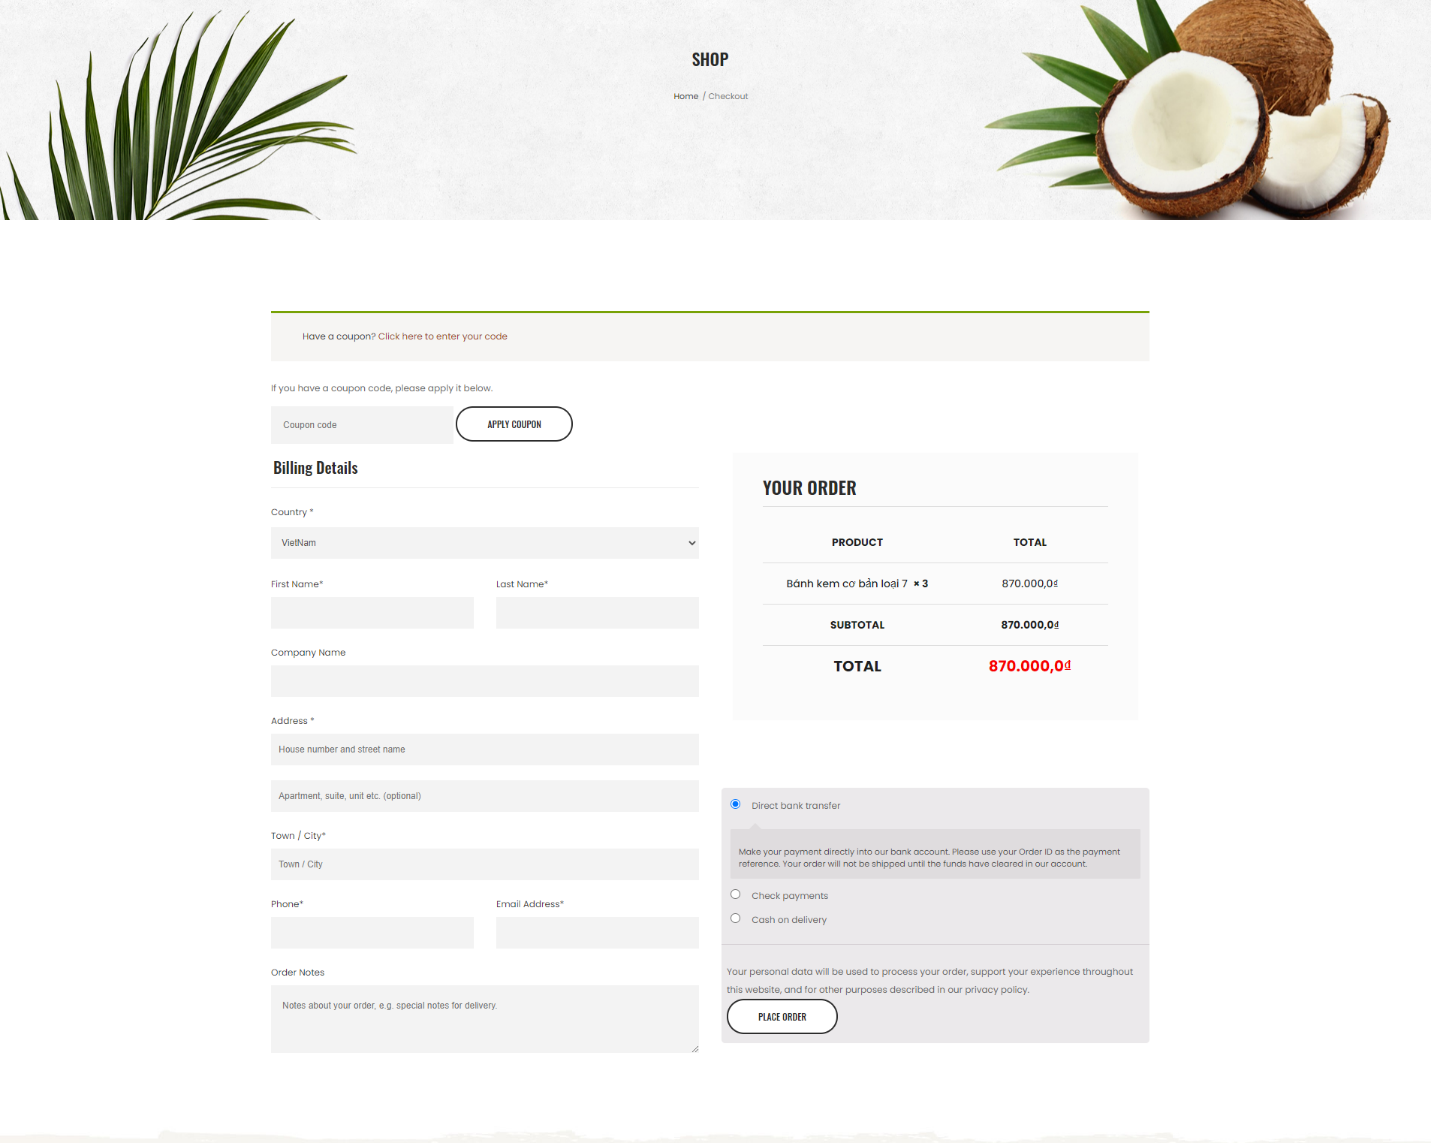 SHOP
Home / Checkout
Have a coupon? Click here to enter your code
If you have a coupon code, please apply it below.
Coupon code
APPLY COUPON
Billing Details
Country *
VietNam
First Name*
Last Name*
Company Name
Address *
House number and street name
Apartment, suite, unit etc. (optional)
Town / City*
Town / City
Phone*
Email Address*
Order Notes
Notes about your order, e.g. special notes for delivery.
YOUR ORDER
PRODUCT TOTAL
Bánh kem cơ bản loại 7 × 3 870.000,0₫
SUBTOTAL 870.000,0₫
TOTAL 870.000,0₫
Direct bank transfer
Make your payment directly into our bank account. Please use your Order ID as the payment
reference. Your order will not be shipped until the funds have cleared in our account.
Check payments
Cash on delivery
Your personal data will be used to process your order, support your experience throughout
this website, and for other purposes described in our privacy policy.
PLACE ORDER